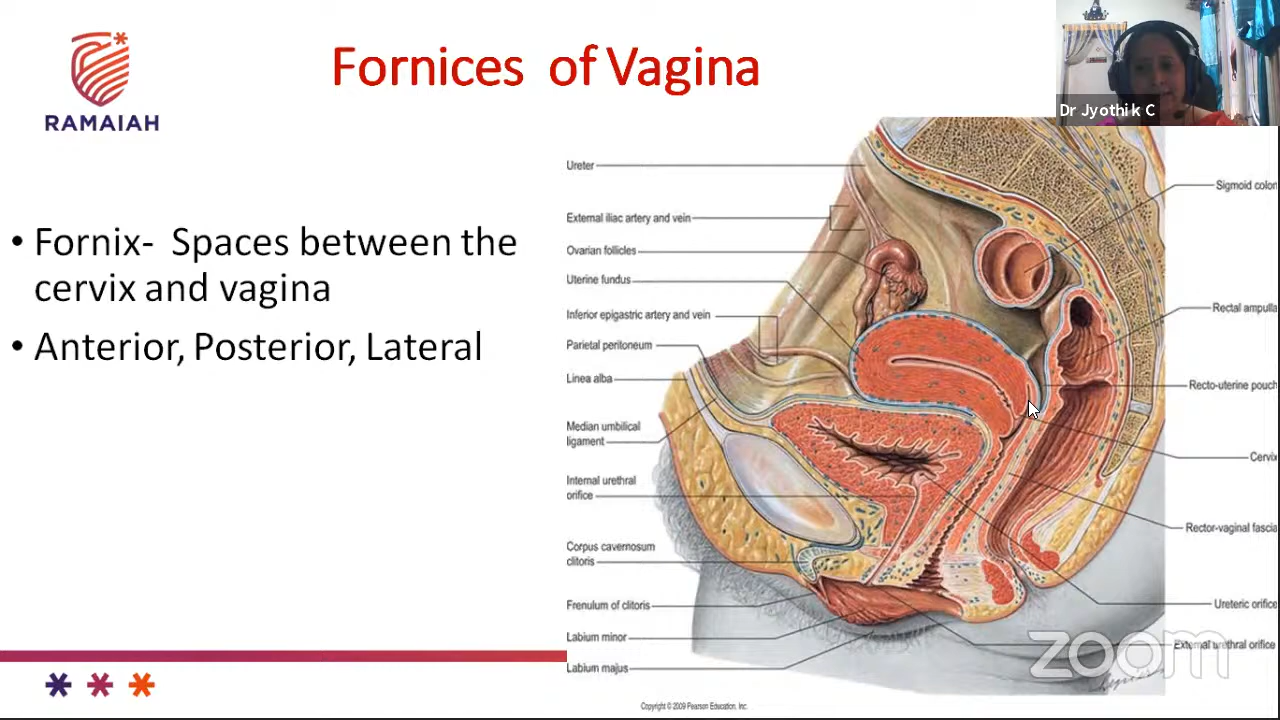 Fornices of Vagina
RAMAIAH
Dr Jyothi k C
• Fornix- Spaces between the
cervix and vagina
• Anterior, Posterior, Lateral
Ureter
External iliac artery and vein
Ovarian follicles
Uterine fundus
Inferior epigastric artery and vein
Parietal peritoneum
Linea alba
Median umbilical
ligament
Internal urethral
orifice
Corpus cavernosum
clitoris
Frenulum of clitoris
Labium minor
Labium majus
Sigmoid colon
Rectal ampulla
Recto-uterine pouch
Cervix
Rector-vaginal fascia
Ureteric orifice
External urethral orifice
zoom
Copyright © 2009 Pearson Education, Inc.